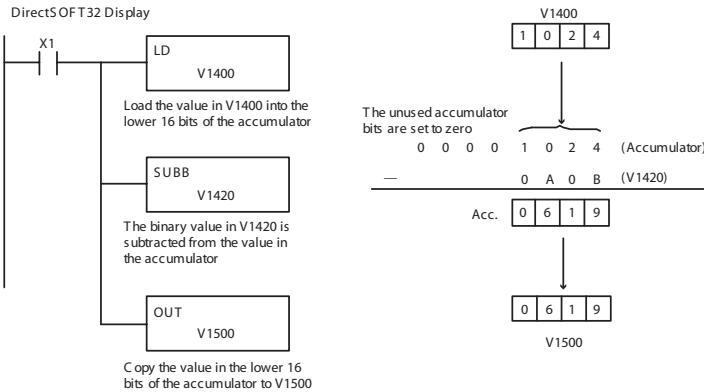 DirectSOFT32 Display
X1
LD
V1400
Load the value in V1400 into the
lower 16 bits of the accumulator
SUBB
V1420
The binary value in V1420 is
subtracted from the value in
the accumulator
OUT
V1500
Copy the value in the lower 16
bits of the accumulator to V1500
V1400
1 0 2 4
The unused accumulator
bits are set to zero
0 0 0 0 1 0 2 4 (Accumulator)
— 0 A 0 B (V1420)
Acc. 0 6 1 9
0 6 1 9
V1500